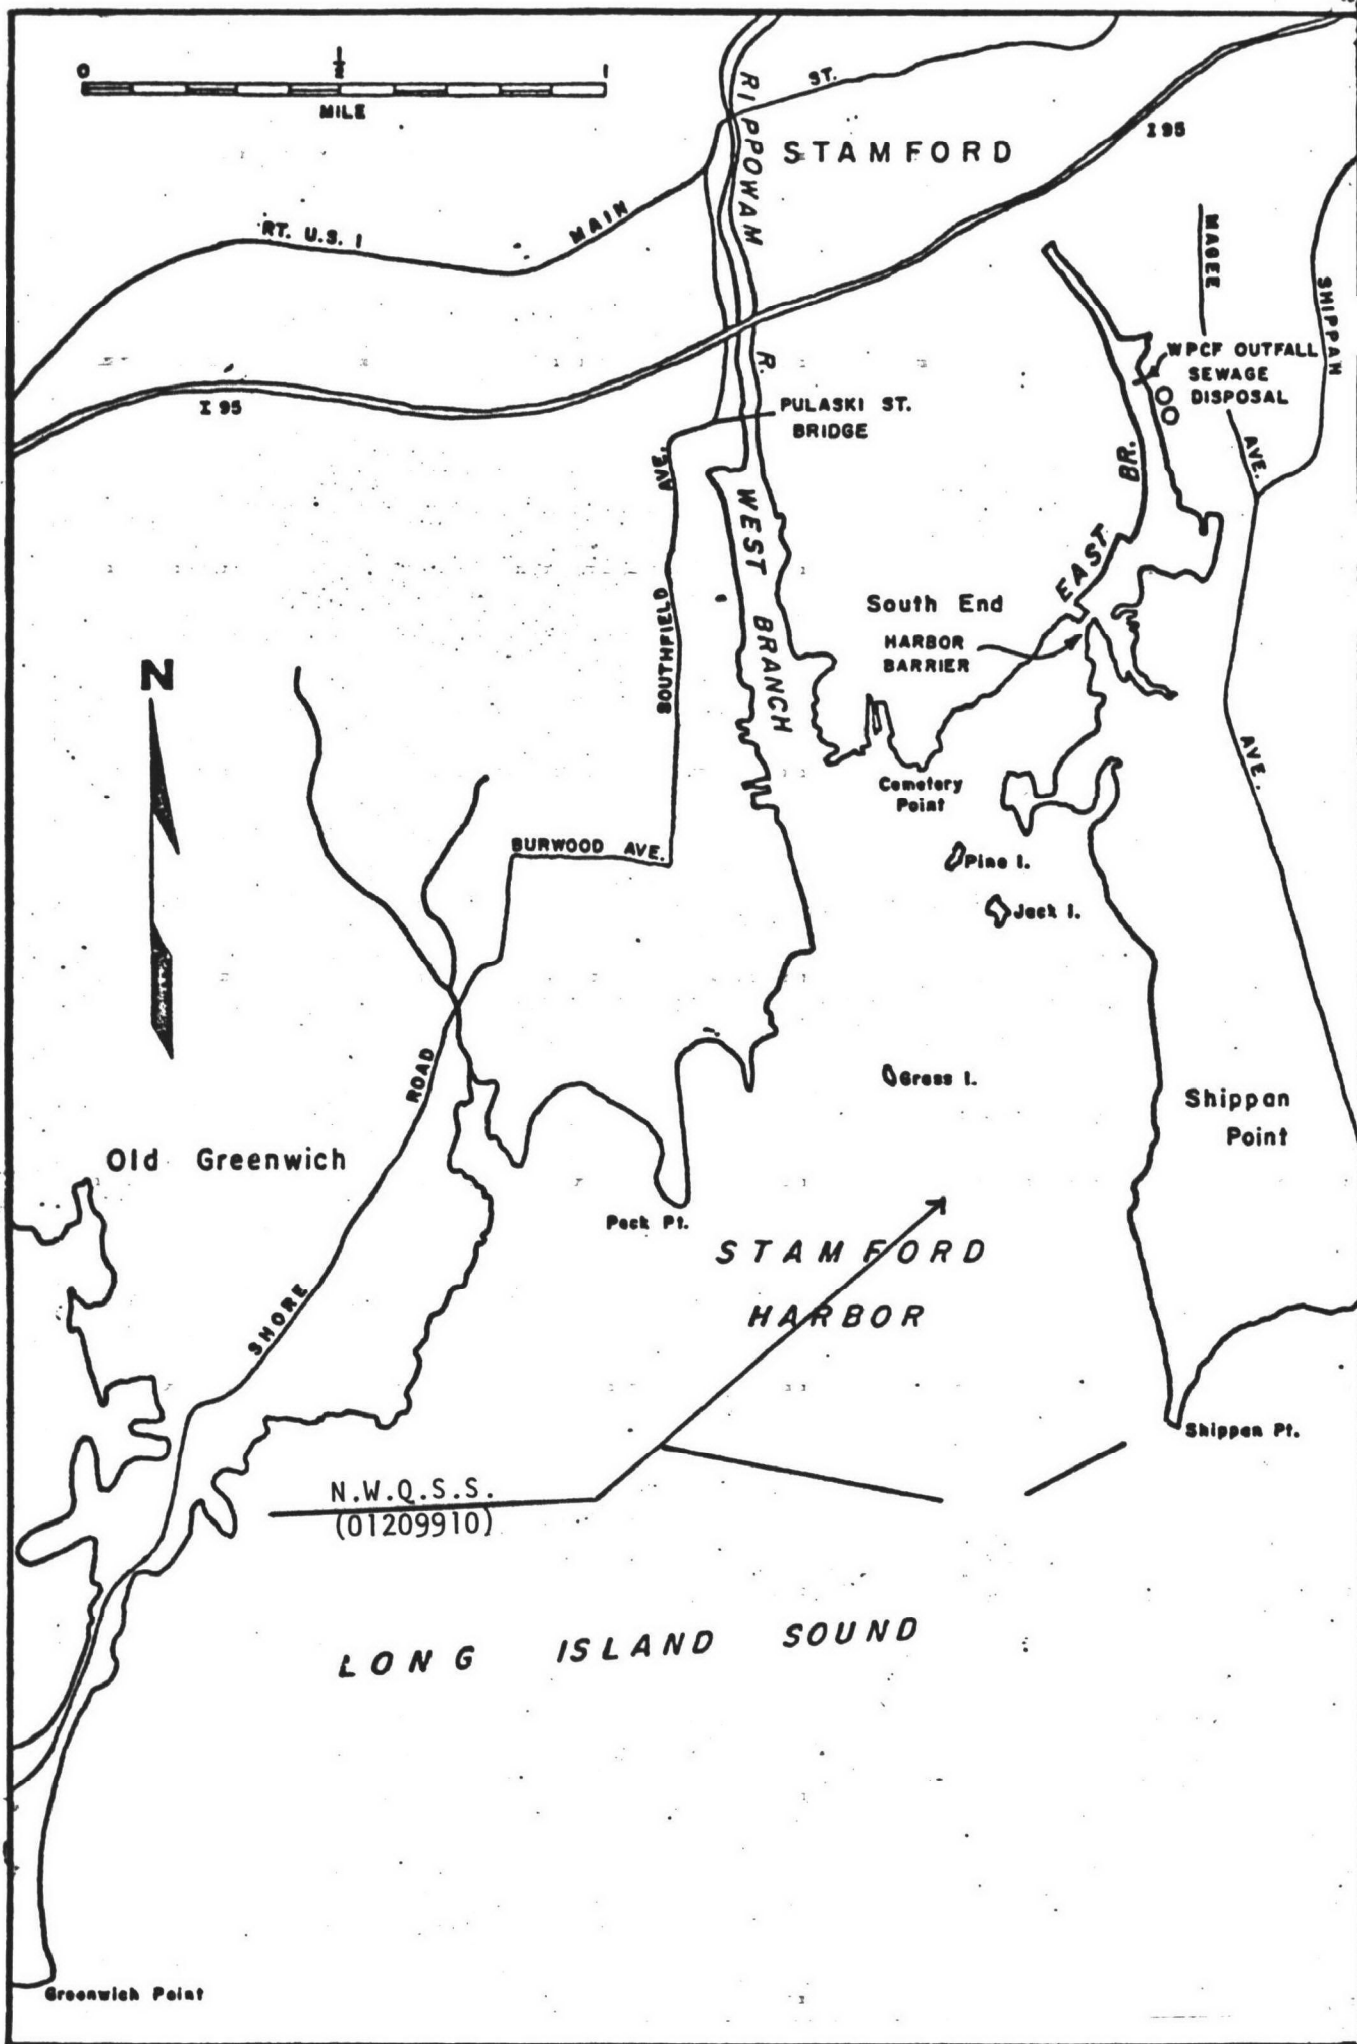 0 1/2 1
MILE
ST.
RIPPOWAM
R.
STAMFORD
I 95
RT. U.S. 1
MAIN
MAGEE
SHIPPAN
WPCF OUTFALL
SEWAGE
DISPOSAL
I 95
PULASKI ST.
BRIDGE
AVE.
AVE.
BR.
EAST
WEST BRANCH
SOUTHFIELD
South End
HARBOR
BARRIER
N
AVE.
Cemetery
Point
BURWOOD AVE.
Pine I.
Jack I.
Grass I.
ROAD
Shippan
Point
Old Greenwich
Peck Pt.
STAMFORD
HARBOR
SHORE
Shippan Pt.
N.W.Q.S.S.
(01209910)
LONG ISLAND SOUND
Greenwich Point